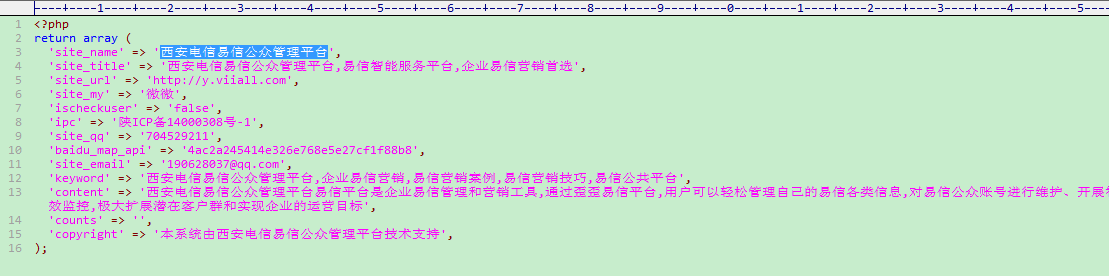 ----+----1----+----2----+----3----+----4----+----5----+----6----+----7----+----8----+----9----+----0----+----1----+----2----+----3----+----4----+----5----+
1 <?php
2 return array (
3 'site_name' => '西安电信易信公众管理平台',
4 'site_title' => '西安电信易信公众管理平台,易信智能服务平台,企业易信营销首选',
5 'site_url' => 'http://y.viiall.com',
6 'site_my' => '微微',
7 'ischeckuser' => 'false',
8 'ipc' => '陕ICP备14000308号-1',
9 'site_qq' => '704529211',
10 'baidu_map_api' => '4ac2a245414e326e768e5e27cf1f88b8',
11 'site_email' => '190628037@qq.com',
12 'keyword' => '西安电信易信公众管理平台,企业易信营销,易信营销案例,易信营销技巧,易信公共平台',
13 'content' => '西安电信易信公众管理平台易信平台是企业易信管理和营销工具,通过歪歪易信平台,用户可以轻松管理自己的易信各类信息,对易信公众账号进行维护、开展
效监控,极大扩展潜在客户群和实现企业的运营目标',
14 'counts' => '',
15 'copyright' => '本系统由西安电信易信公众管理平台技术支持',
16 );